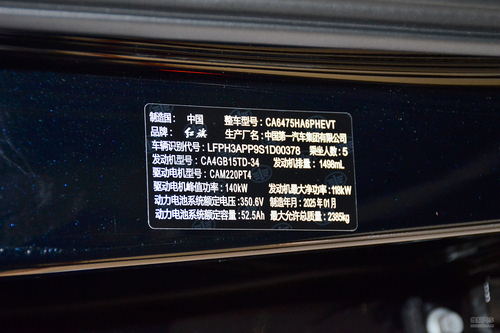 制造国: 中国 整车型号: CA6475HA6PHEVT
品牌: 红旗 生产厂名: 中国第一汽车集团有限公司
车辆识别代号: LFPH3APP9S1D00378 乘坐人数: 5
发动机型号: CA4GB15TD-34 发动机排量: 1498mL
驱动电机型号: CAM220PT4
驱动电机峰值功率: 140kW 发动机最大净功率: 118kW
动力电池系统额定电压: 350.6V 制造年月: 2025年01月
动力电池系统额定容量: 52.5Ah 最大允许总质量: 2385kg